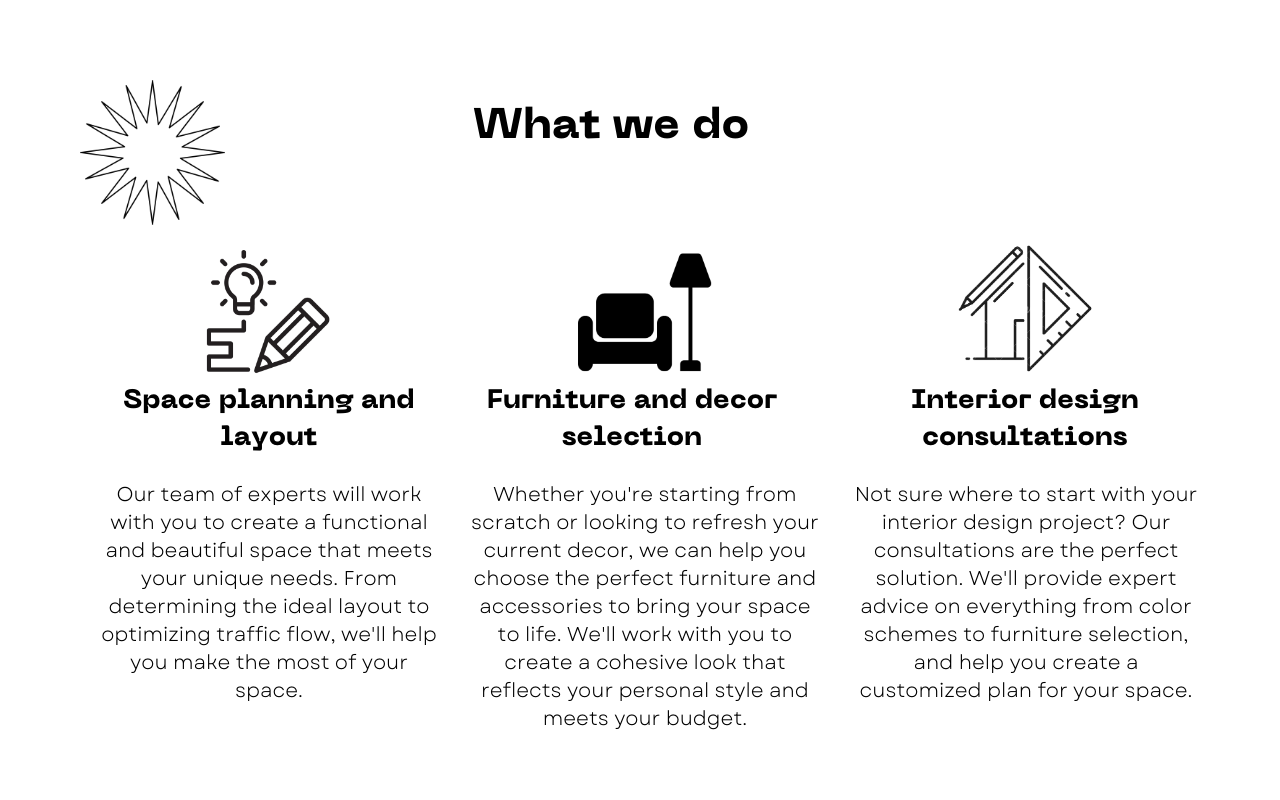 What we do
Space planning and
layout
Our team of experts will work
with you to create a functional
and beautiful space that meets
your unique needs. From
determining the ideal layout to
optimizing traffic flow, we'll help
you make the most of your
space.
Furniture and decor
selection
Whether you're starting from
scratch or looking to refresh your
current decor, we can help you
choose the perfect furniture and
accessories to bring your space
to life. We'll work with you to
create a cohesive look that
reflects your personal style and
meets your budget.
Interior design
consultations
Not sure where to start with your
interior design project? Our
consultations are the perfect
solution. We'll provide expert
advice on everything from color
schemes to furniture selection,
and help you create a
customized plan for your space.